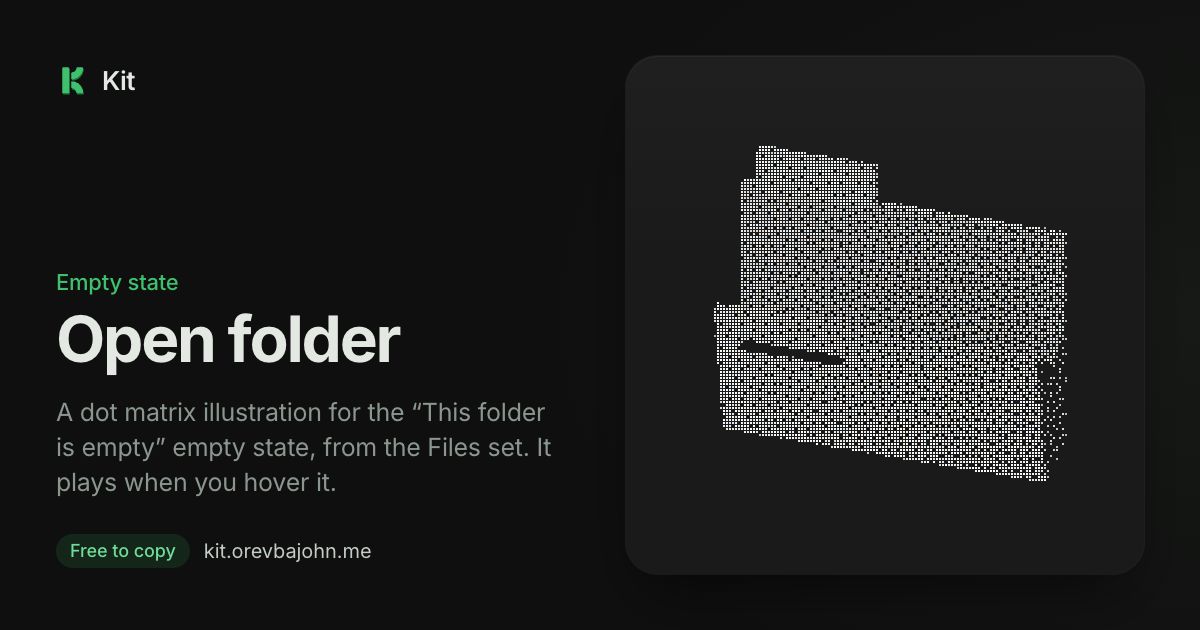 Kit
Empty state
Open folder
A dot matrix illustration for the “This folder
is empty” empty state, from the Files set. It
plays when you hover it.
Free to copy
kit.orevbajohn.me